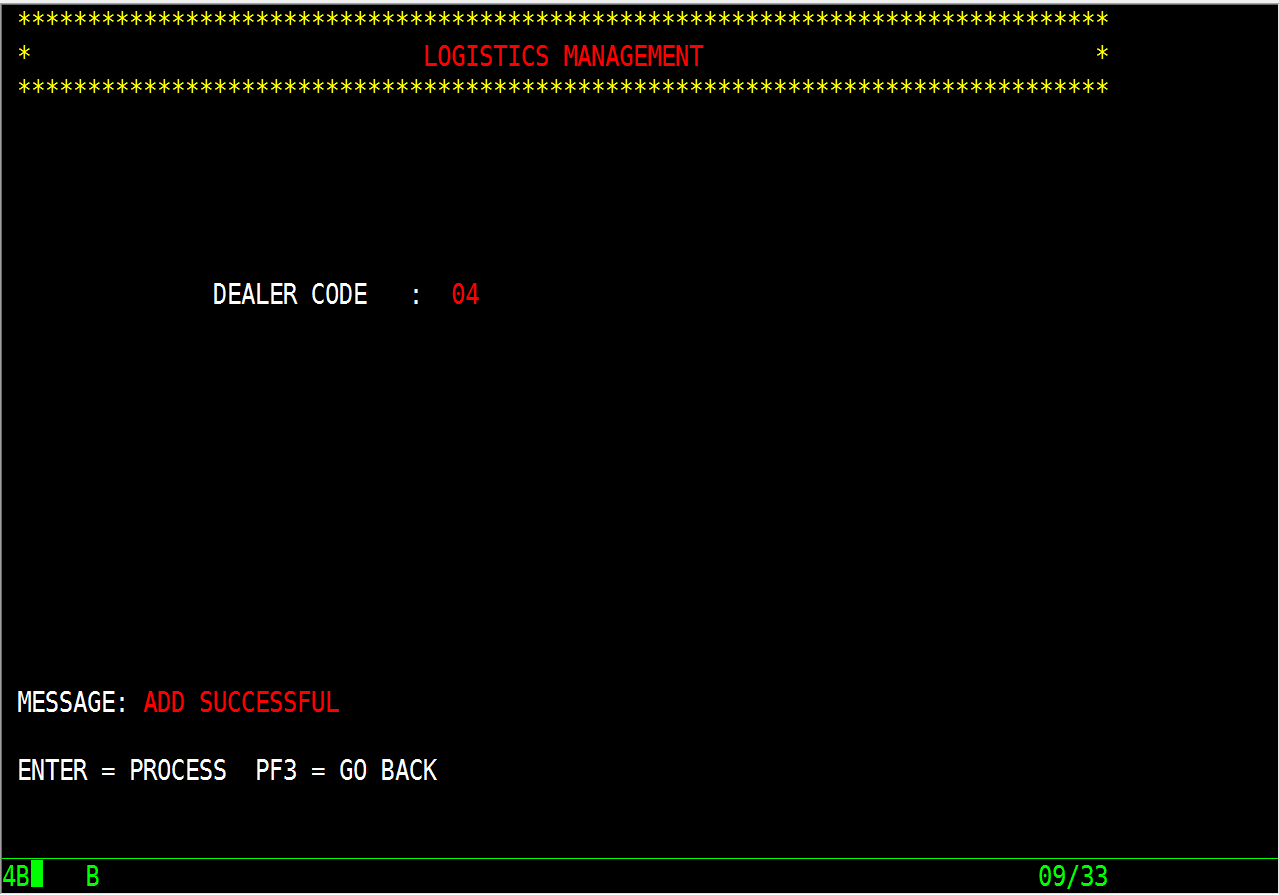 ******************************************************************************
*                            LOGISTICS MANAGEMENT                            *
******************************************************************************
DEALER CODE   :  04
MESSAGE: ADD SUCCESSFUL
ENTER = PROCESS  PF3 = GO BACK
4B    B    09/33